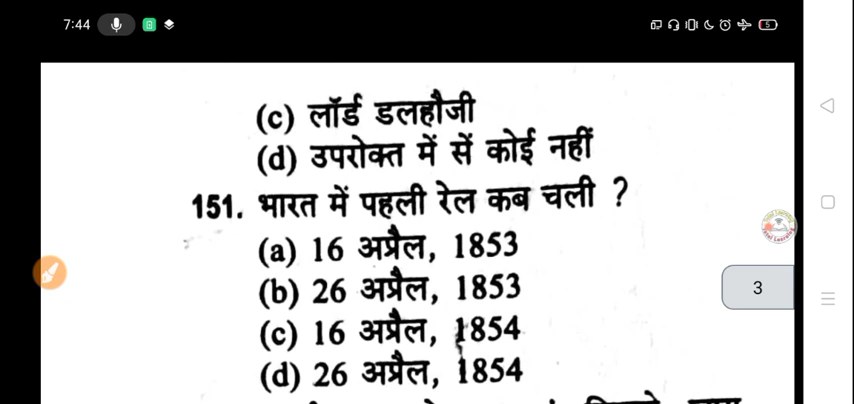 7:44
5
(c) लॉर्ड डलहौजी
(d) उपरोक्त में सें कोई नहीं
151. भारत में पहली रेल कब चली ?
(a) 16 अप्रैल, 1853
(b) 26 अप्रैल, 1853
3
(c) 16 अप्रैल, 1854
(d) 26 अप्रैल, 1854